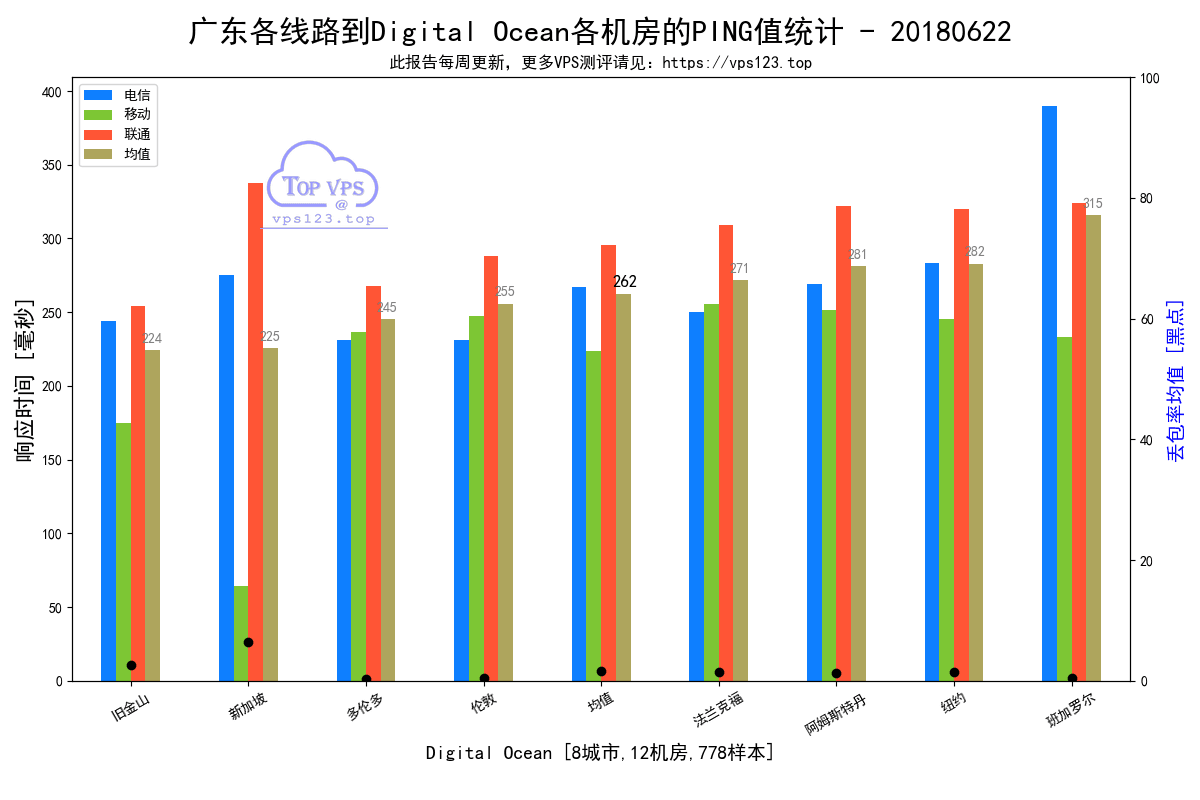 广东各线路到Digital Ocean各机房的PING值统计 - 20180622
此报告每周更新，更多VPS测评请见：https://vps123.top
电信
移动
联通
均值
TOP VPS
@
vps123.top
响应时间 [毫秒]
400
350
300
250
200
150
100
50
0
224
225
245
255
262
271
281
282
315
100
80
60
40
20
0
丢包率均值 [黑点]
旧金山
新加坡
多伦多
伦敦
均值
法兰克福
阿姆斯特丹
纽约
班加罗尔
Digital Ocean [8城市,12机房,778样本]